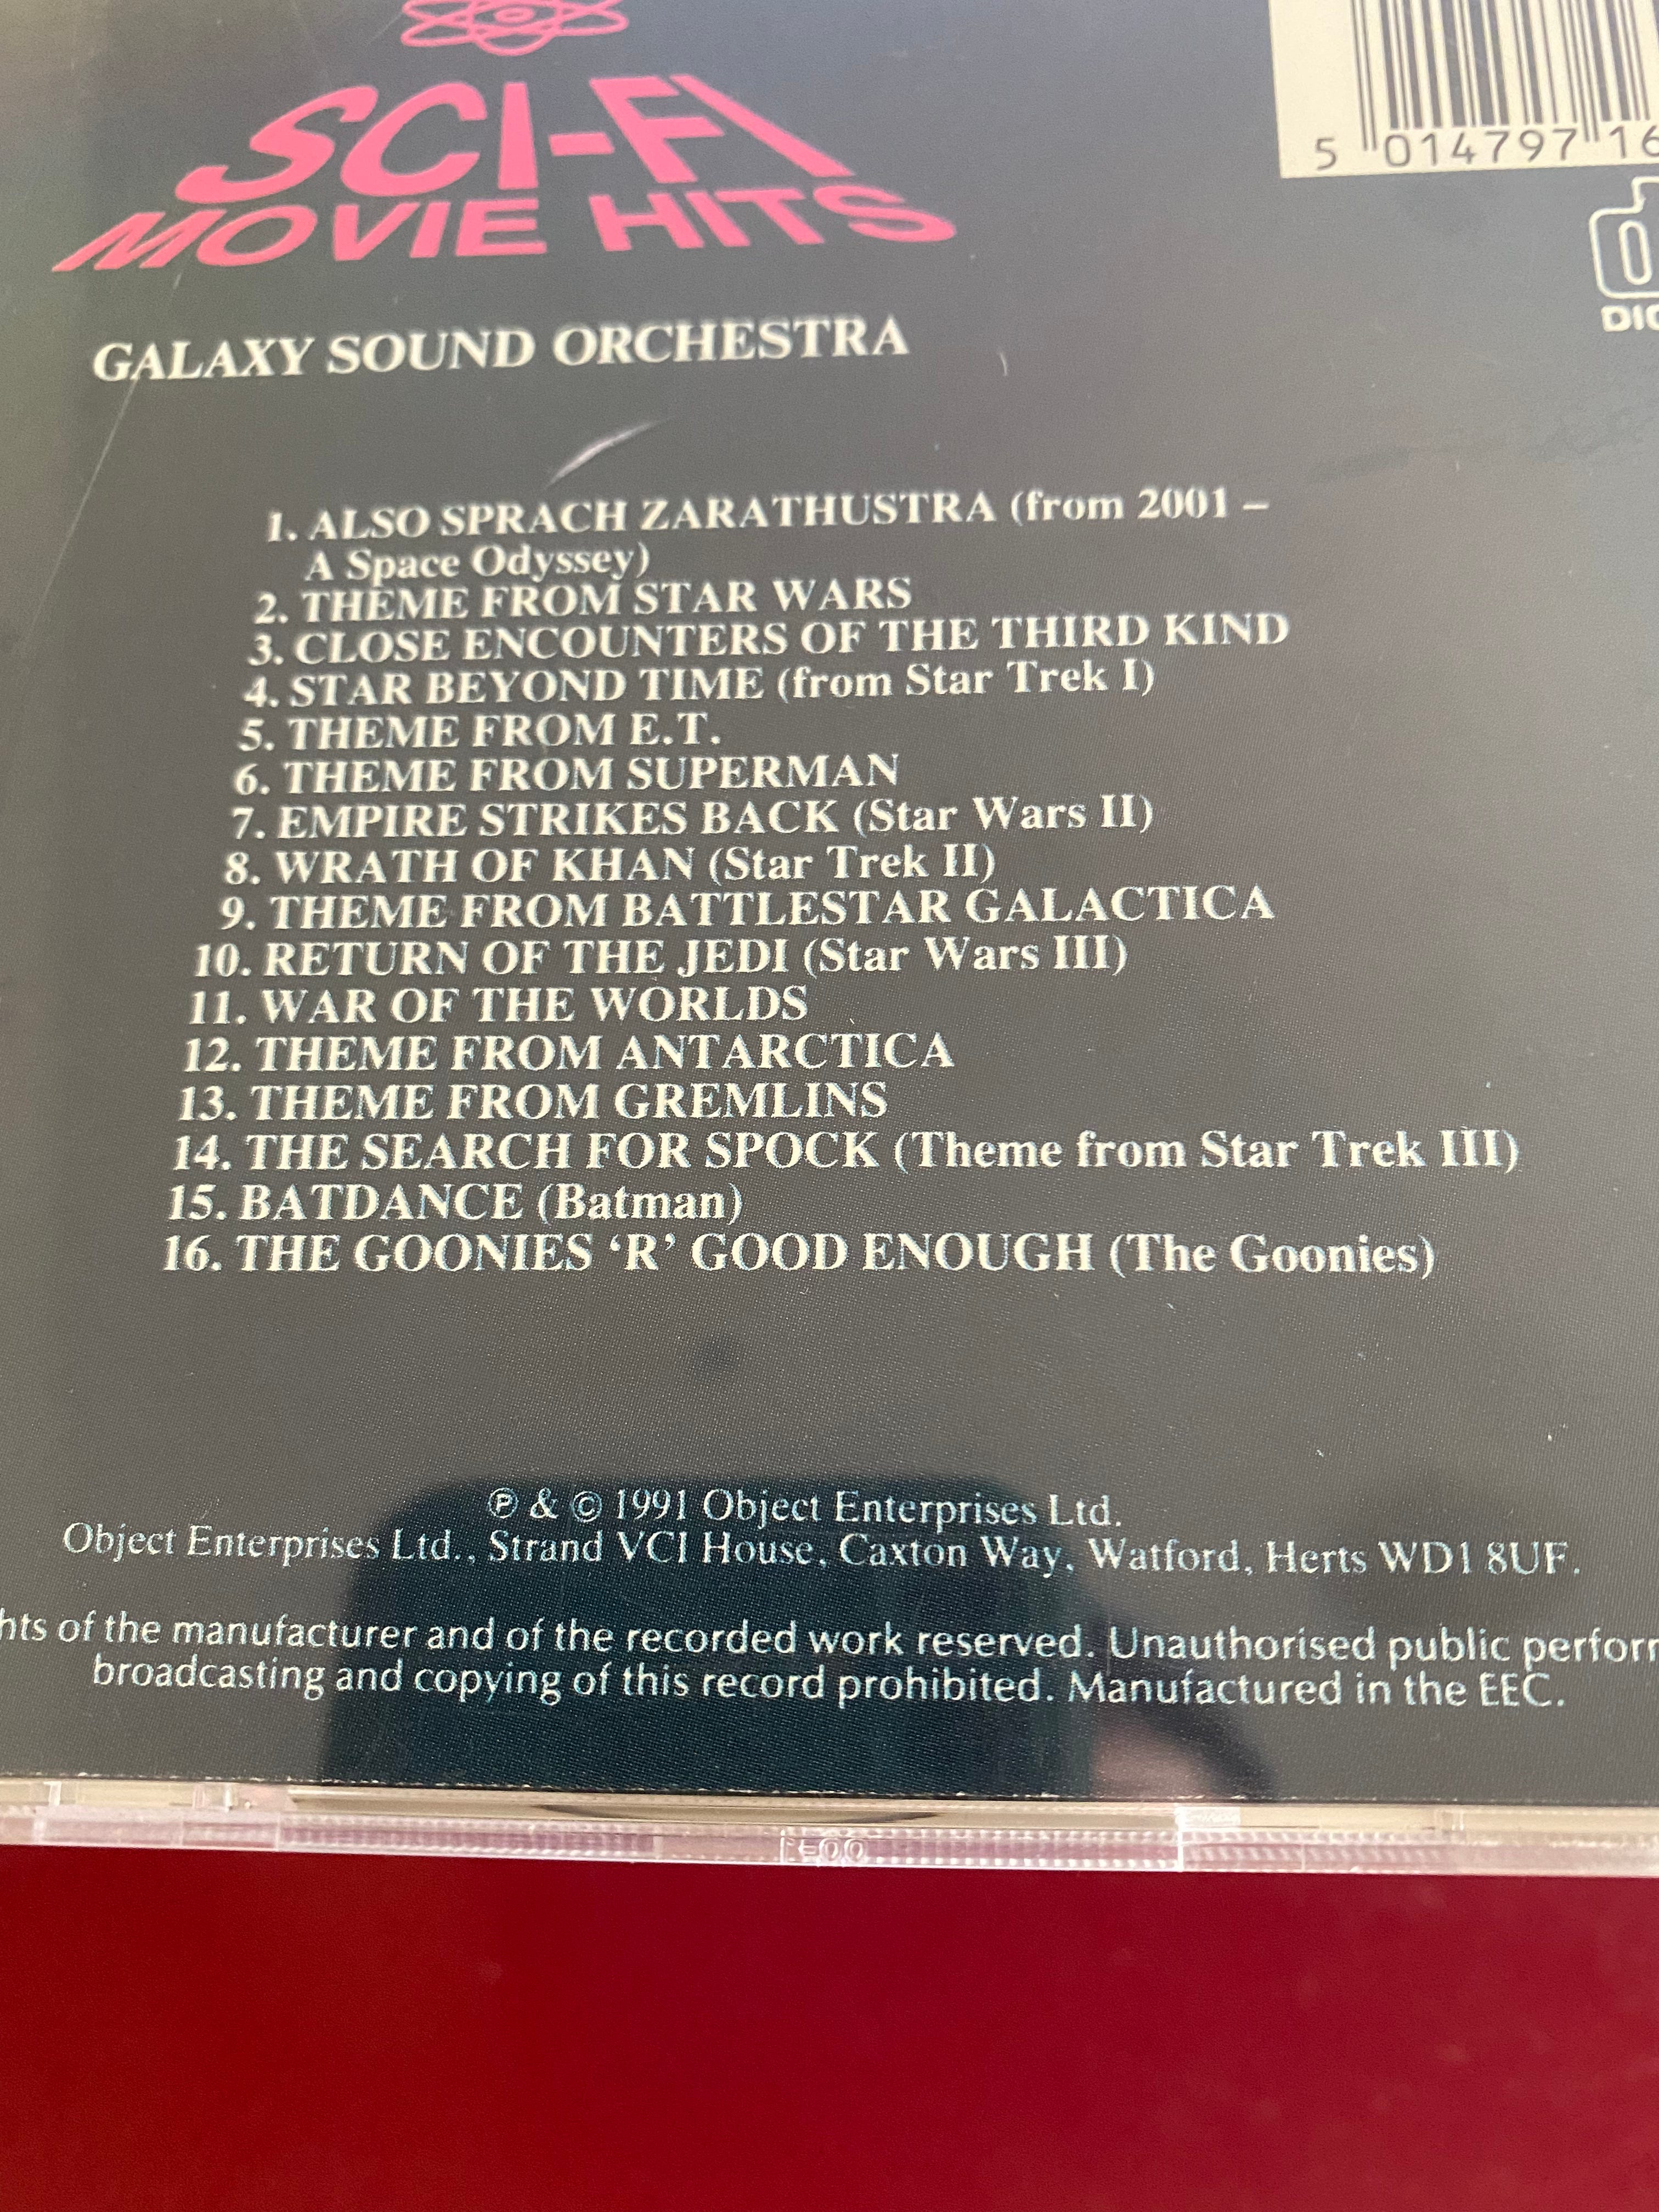 SCI-FI
MOVIE HITS
5 014797 16
DIG
GALAXY SOUND ORCHESTRA
1. ALSO SPRACH ZARATHUSTRA (from 2001 –
A Space Odyssey)
2. THEME FROM STAR WARS
3. CLOSE ENCOUNTERS OF THE THIRD KIND
4. STAR BEYOND TIME (from Star Trek I)
5. THEME FROM E.T.
6. THEME FROM SUPERMAN
7. EMPIRE STRIKES BACK (Star Wars II)
8. WRATH OF KHAN (Star Trek II)
9. THEME FROM BATTLESTAR GALACTICA
10. RETURN OF THE JEDI (Star Wars III)
11. WAR OF THE WORLDS
12. THEME FROM ANTARCTICA
13. THEME FROM GREMLINS
14. THE SEARCH FOR SPOCK (Theme from Star Trek III)
15. BATDANCE (Batman)
16. THE GOONIES ‘R’ GOOD ENOUGH (The Goonies)
℗ & © 1991 Object Enterprises Ltd.
Object Enterprises Ltd., Strand VCI House, Caxton Way, Watford, Herts WD1 8UF.
hts of the manufacturer and of the recorded work reserved. Unauthorised public perfor
broadcasting and copying of this record prohibited. Manufactured in the EEC.